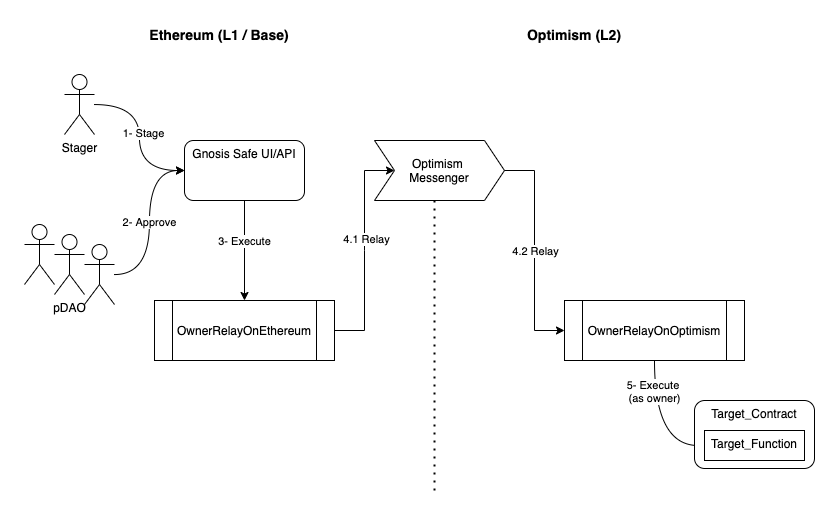 Ethereum (L1 / Base)
Optimism (L2)
1- Stage
Stager
Gnosis Safe UI/API
Optimism
Messenger
2- Approve
3- Execute
4.1 Relay
4.2 Relay
pDAO
OwnerRelayOnEthereum
OwnerRelayOnOptimism
5- Execute
(as owner)
Target_Contract
Target_Function